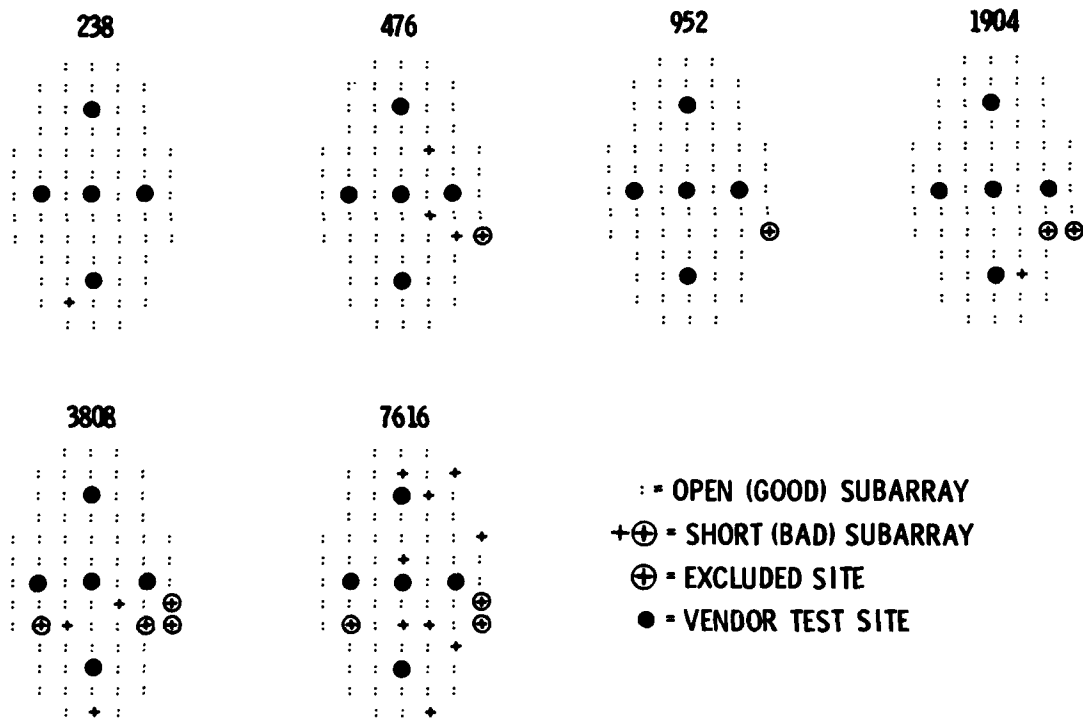 238
476
952
1904
3808
7616
: = OPEN (GOOD) SUBARRAY
+⊕ = SHORT (BAD) SUBARRAY
⊕ = EXCLUDED SITE
● = VENDOR TEST SITE